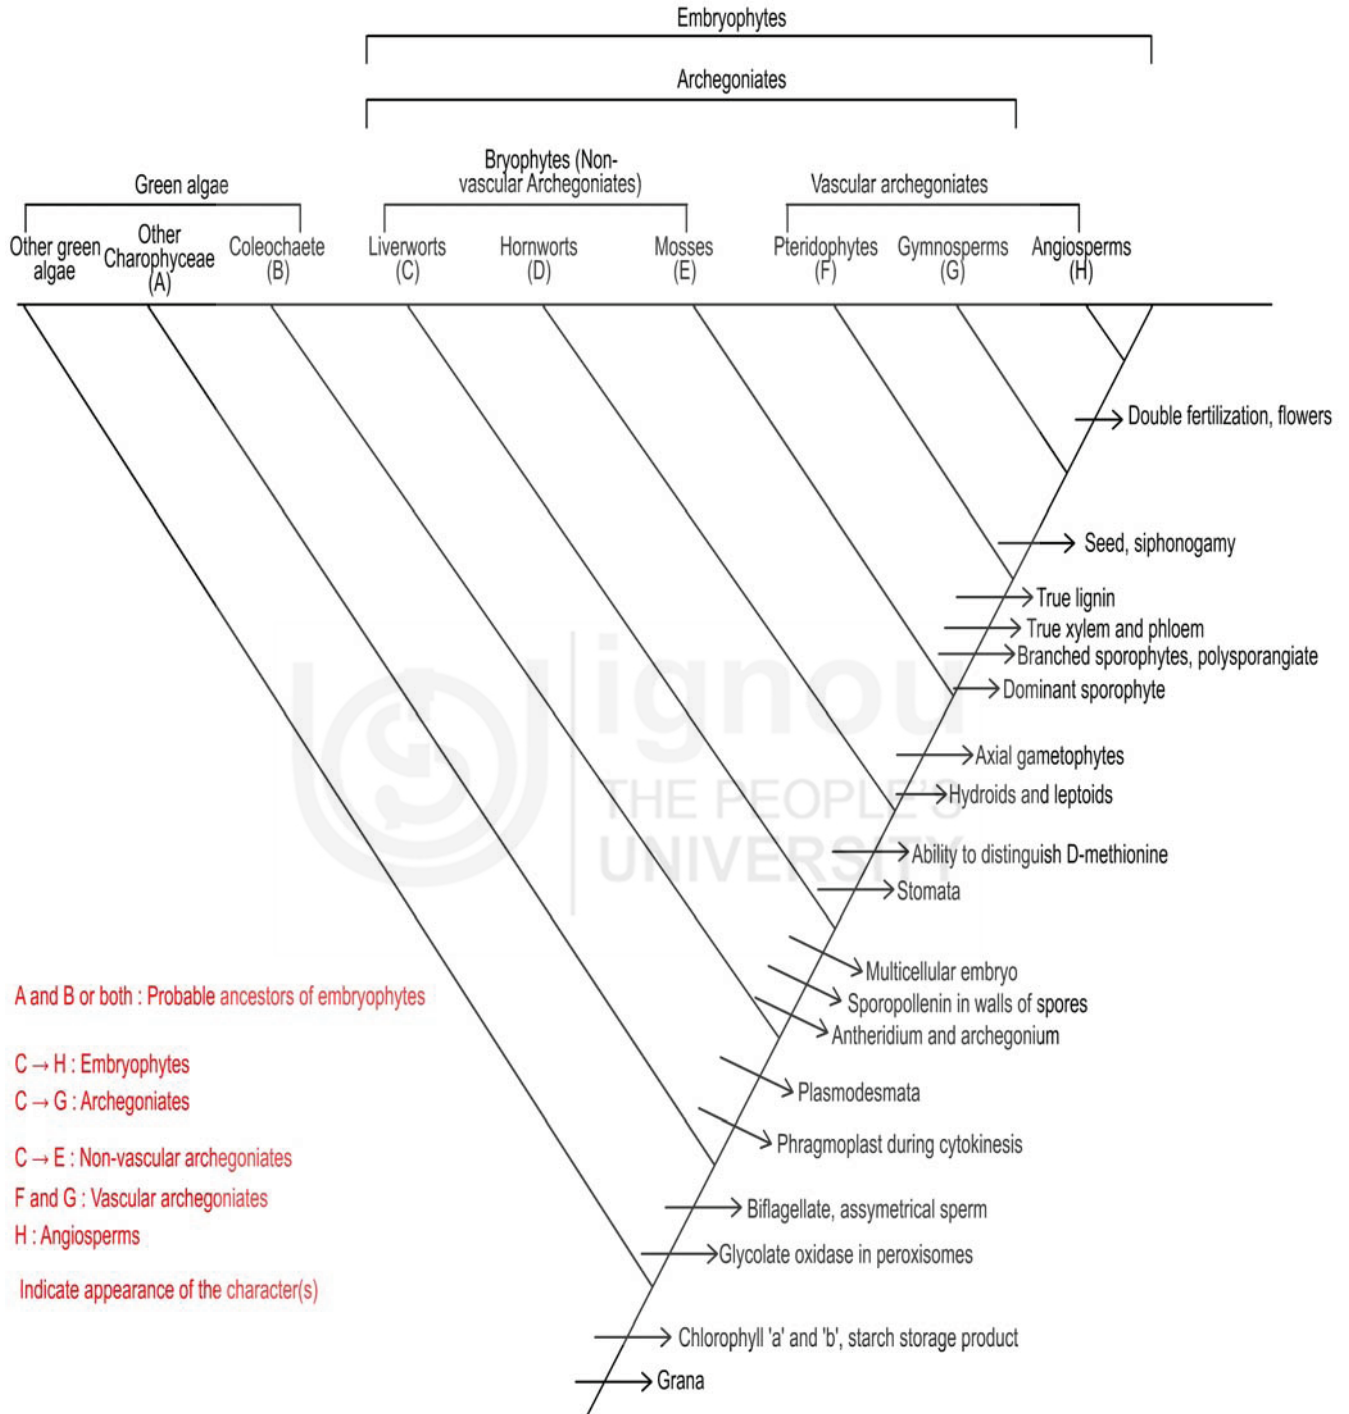 Embryophytes
Archegoniates
Bryophytes (Non-
vascular Archegoniates)
Green algae
Vascular archegoniates
Other green
algae
Other
Charophyceae
(A)
Coleochaete
(B)
Liverworts
(C)
Hornworts
(D)
Mosses
(E)
Pteridophytes
(F)
Gymnosperms
(G)
Angiosperms
(H)
Double fertilization, flowers
Seed, siphonogamy
True lignin
True xylem and phloem
Branched sporophytes, polysporangiate
Dominant sporophyte
Axial gametophytes
Hydroids and leptoids
Ability to distinguish D-methionine
Stomata
Multicellular embryo
Sporopollenin in walls of spores
Antheridium and archegonium
Plasmodesmata
Phragmoplast during cytokinesis
Biflagellate, assymetrical sperm
Glycolate oxidase in peroxisomes
Chlorophyll 'a' and 'b', starch storage product
Grana
A and B or both : Probable ancestors of embryophytes
C → H : Embryophytes
C → G : Archegoniates
C → E : Non-vascular archegoniates
F and G : Vascular archegoniates
H : Angiosperms
Indicate appearance of the character(s)
ignou
THE PEOPLE'S
UNIVERSITY